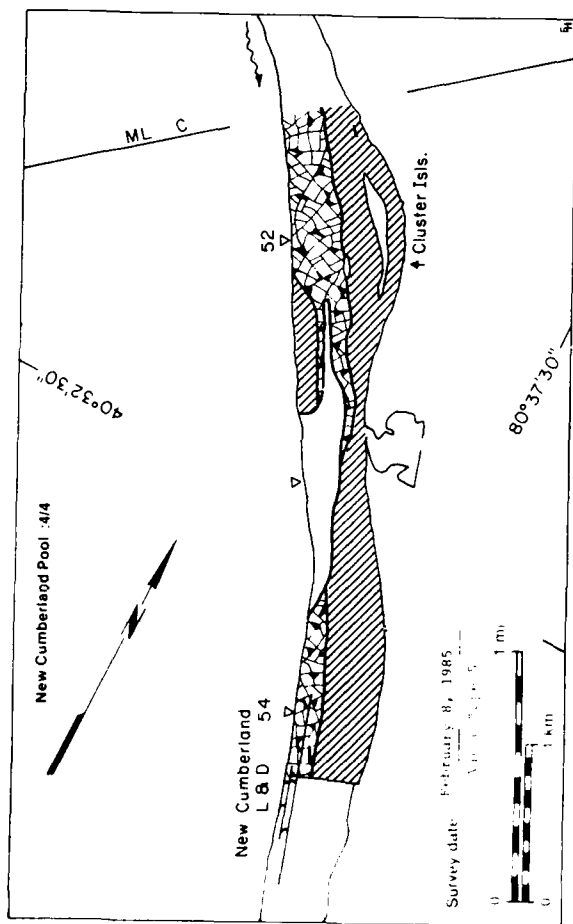 New Cumberland Pool :4/4
40°32'30"
ML C
52
54
New Cumberland
L & D
↑ Cluster Isls.
80°37'30"
Survey date February 8, 1985
0 1 mi
0 1 km